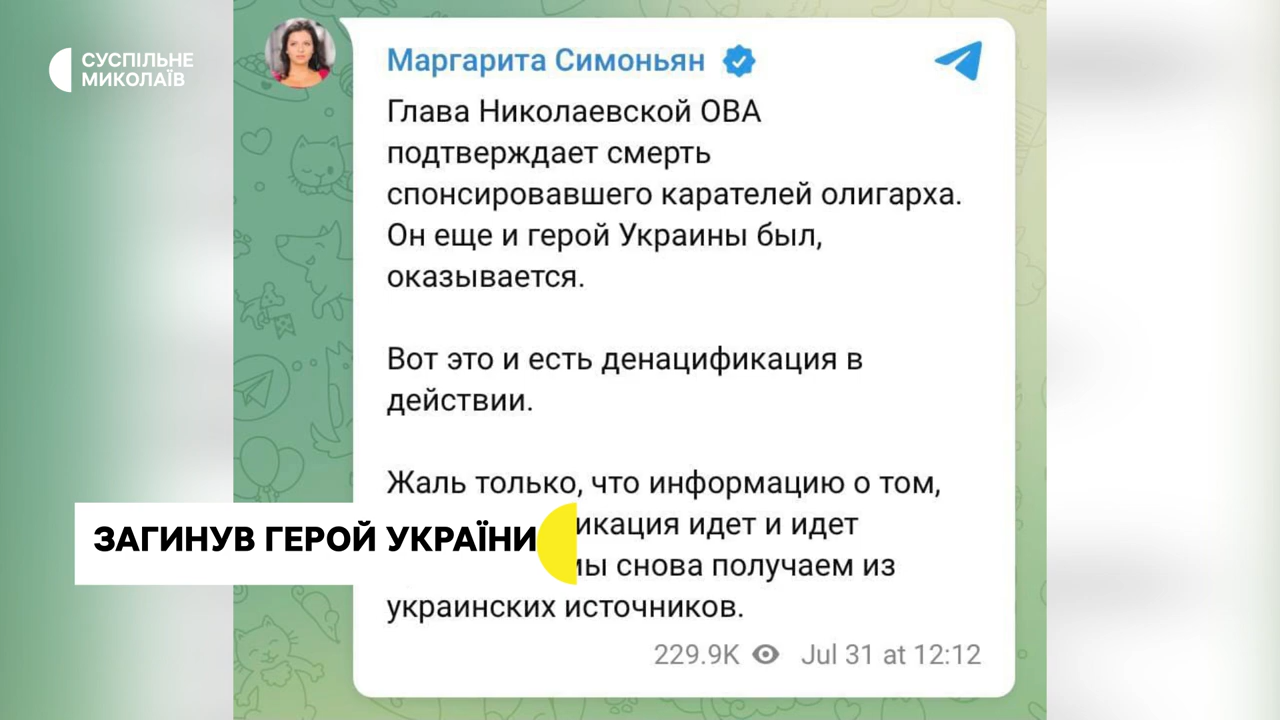 СУСПІЛЬНЕ
МИКОЛАЇВ
Маргарита Симоньян
Глава Николаевской ОВА
подтверждает смерть
спонсировавшего карателей олигарха.
Он еще и герой Украины был,
оказывается.
Вот это и есть денацификация в
действии.
Жаль только, что информацию о том,
икация идет и идет
мы снова получаем из
украинских источников.
229.9K Jul 31 at 12:12
ЗАГИНУВ ГЕРОЙ УКРАЇНИ